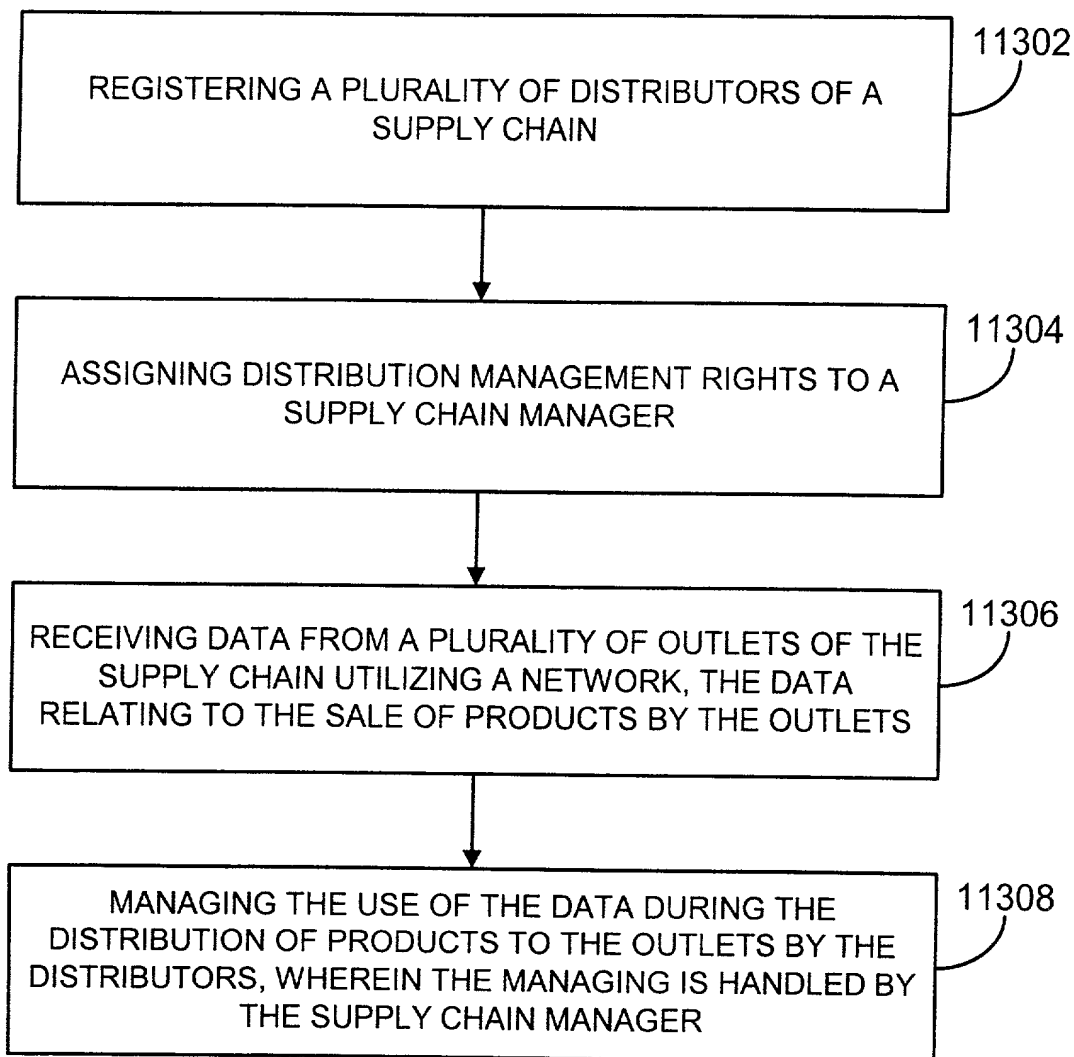 11302
REGISTERING A PLURALITY OF DISTRIBUTORS OF A
SUPPLY CHAIN
11304
ASSIGNING DISTRIBUTION MANAGEMENT RIGHTS TO A
SUPPLY CHAIN MANAGER
11306
RECEIVING DATA FROM A PLURALITY OF OUTLETS OF THE
SUPPLY CHAIN UTILIZING A NETWORK, THE DATA
RELATING TO THE SALE OF PRODUCTS BY THE OUTLETS
11308
MANAGING THE USE OF THE DATA DURING THE
DISTRIBUTION OF PRODUCTS TO THE OUTLETS BY THE
DISTRIBUTORS, WHEREIN THE MANAGING IS HANDLED BY
THE SUPPLY CHAIN MANAGER